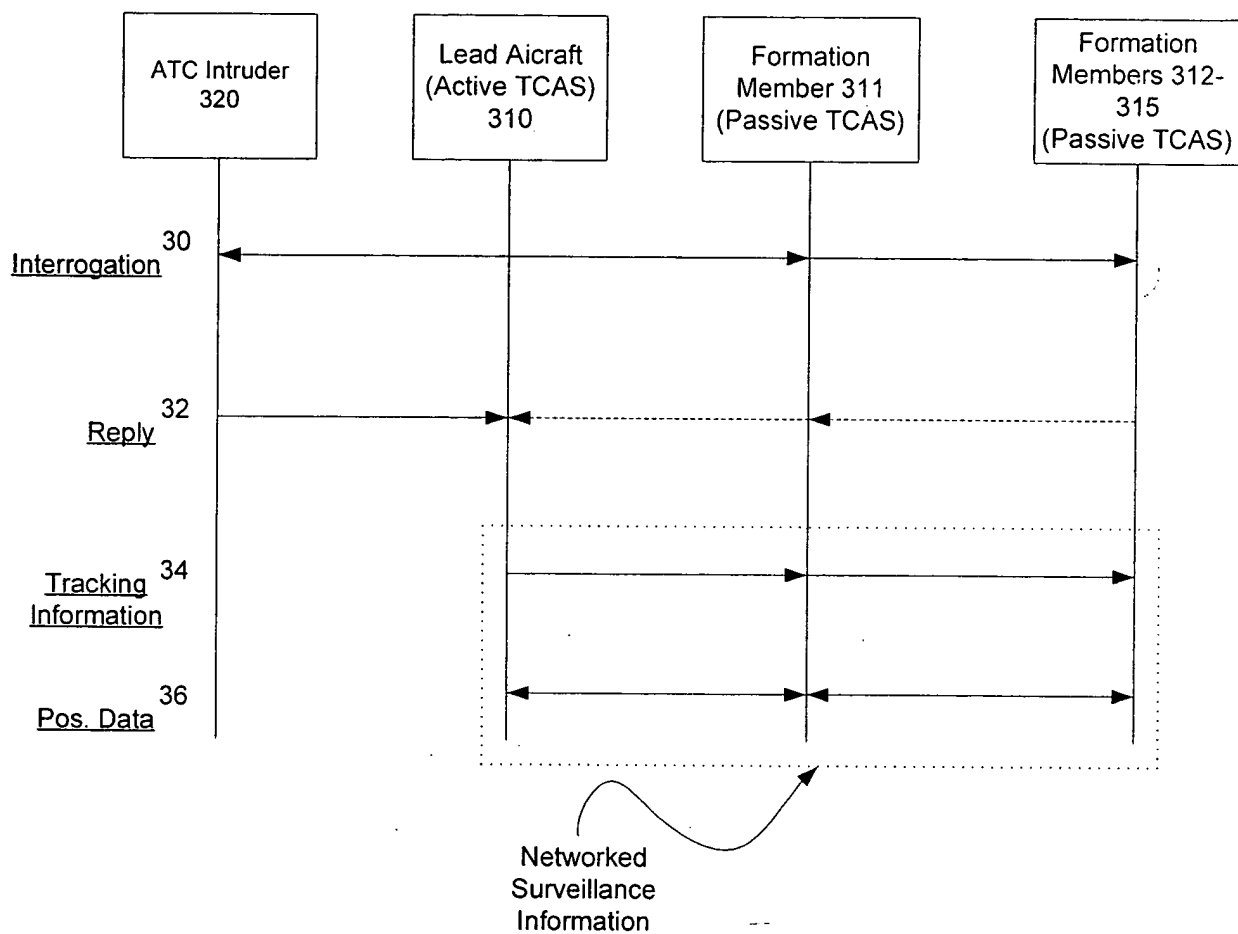 ATC Intruder
320
Lead Aicraft
(Active TCAS)
310
Formation
Member 311
(Passive TCAS)
Formation
Members 312-
315
(Passive TCAS)
30
Interrogation
32
Reply
34
Tracking
Information
36
Pos. Data
Networked
Surveillance
Information